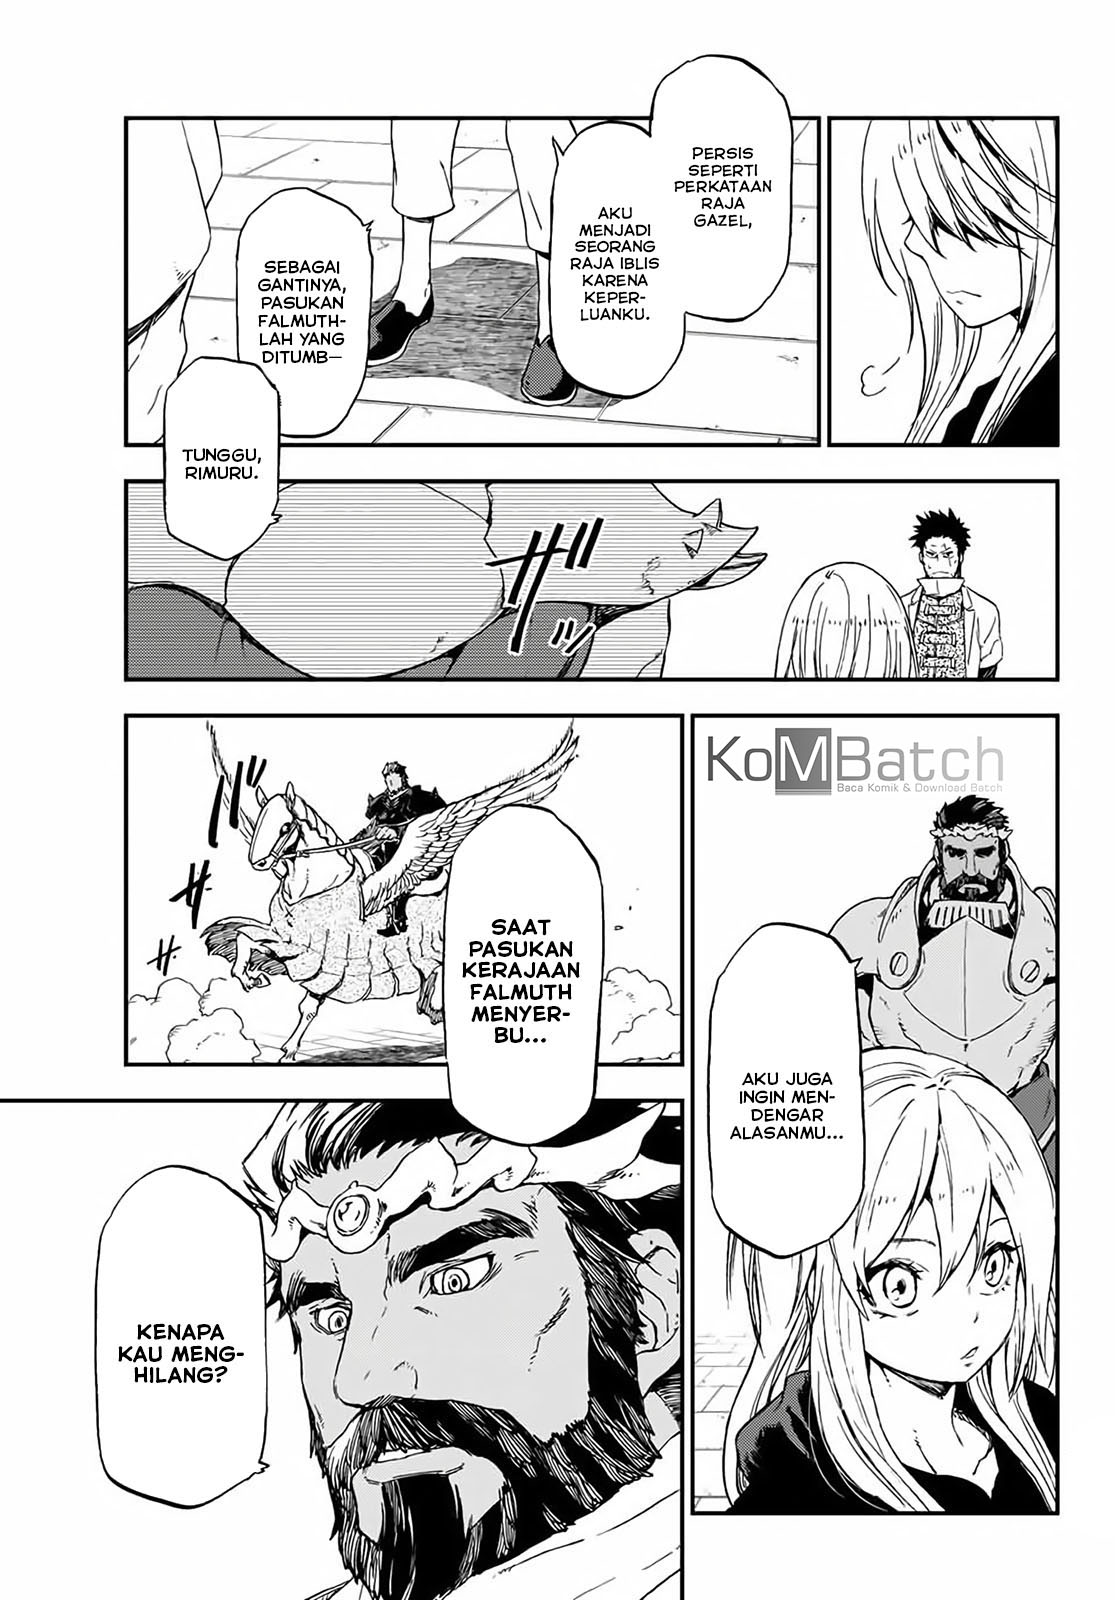 PERSIS
SEPERTI
PERKATAAN
RAJA
GAZEL,
AKU
MENJADI
SEORANG
RAJA IBLIS
KARENA
KEPER-
LUANKU.
SEBAGAI
GANTINYA,
PASUKAN
FALMUTH-
LAH YANG
DITUMB—
TUNGGU,
RIMURU.
KoMBatch
Baca Komik & Download Batch
AKU JUGA
INGIN MEN-
DENGAR
ALASANMU...
SAAT
PASUKAN
KERAJAAN
FALMUTH
MENYER-
BU...
KENAPA
KAU MENG-
HILANG?